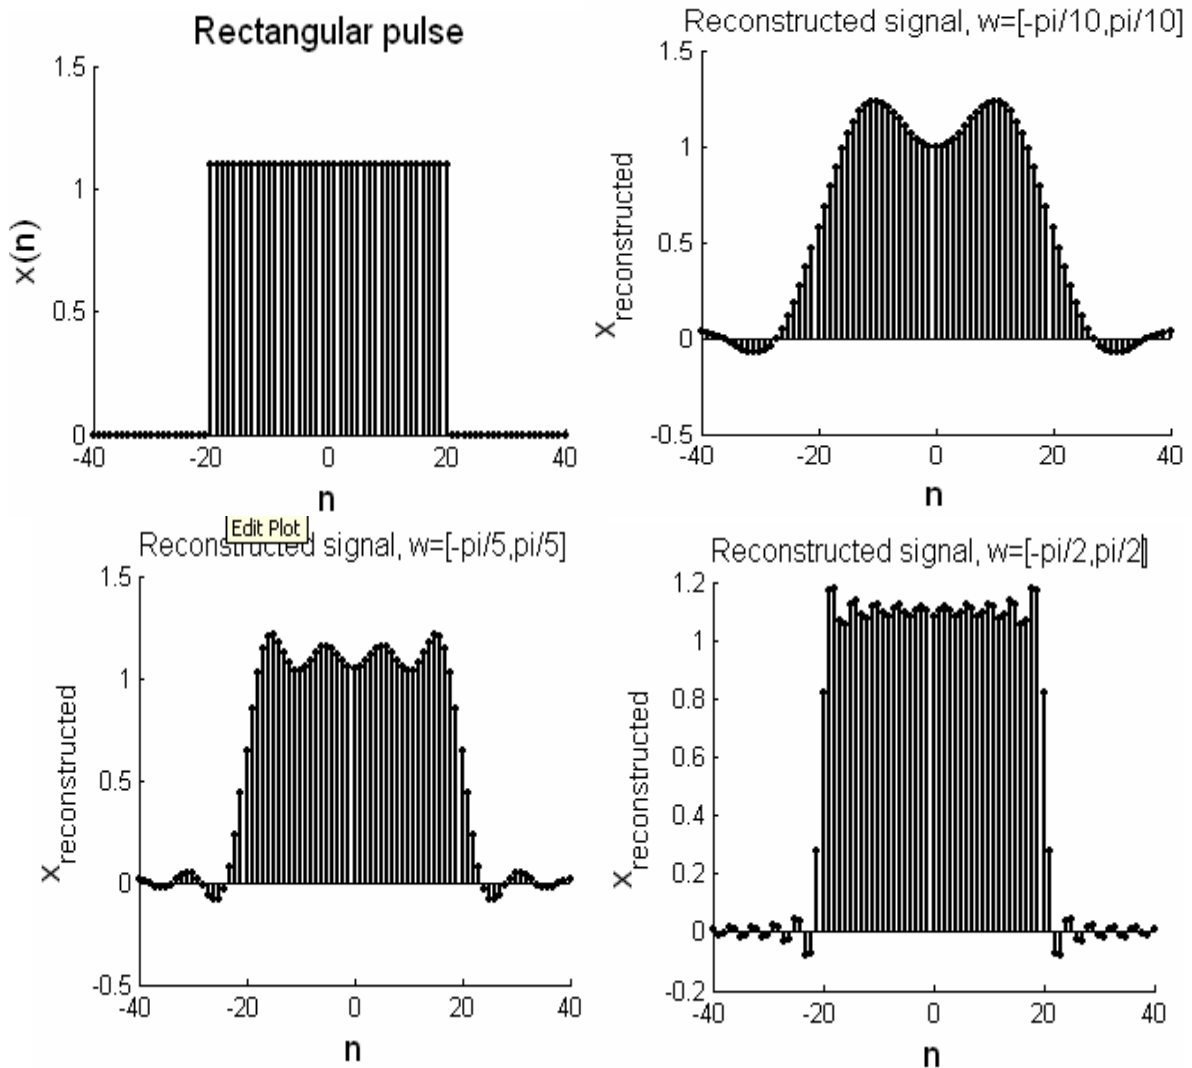 Rectangular pulse
1.5
1
0.5
0
x(n)
-40 -20 0 20 40
n
Reconstructed signal, w=[-pi/10,pi/10]
1.5
1
0.5
0
-0.5
xreconstructed
-40 -20 0 20 40
n
Edit Plot
Reconstructed signal, w=[-pi/5,pi/5]
1.5
1
0.5
0
-0.5
xreconstructed
-40 -20 0 20 40
n
Reconstructed signal, w=[-pi/2,pi/2]
1.2
1
0.8
0.6
0.4
0.2
0
-0.2
xreconstructed
-40 -20 0 20 40
n